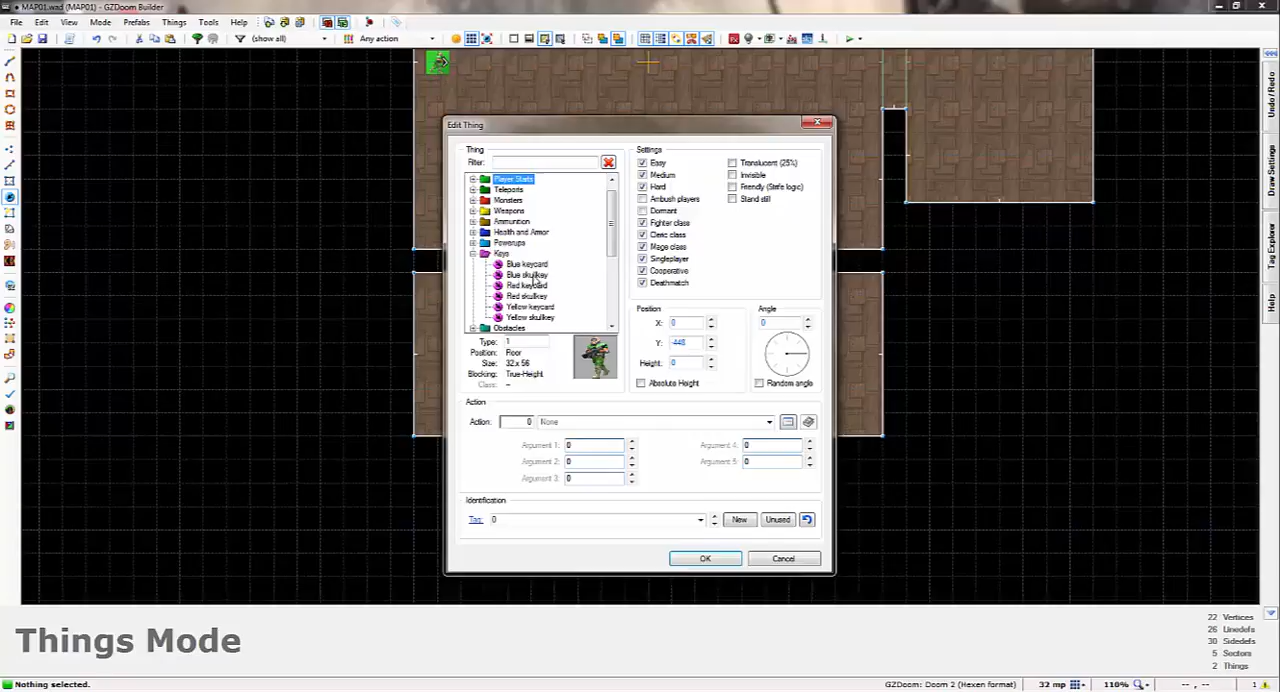 MAP01.wad (MAP01) - GZDoom Builder
File Edit View Mode Prefabs Things Tools Help
(show all) Any action
Edit Thing
Thing
Filter:
Player Starts
Teleports
Monsters
Weapons
Ammunition
Health and Armor
Powerups
Keys
Blue keycard
Blue skullkey
Red keycard
Red skullkey
Yellow keycard
Yellow skullkey
Obstacles
Type: 1
Position: Floor
Size: 32 x 56
Blocking: True-Height
Class: --
Settings
Easy
Medium
Hard
Ambush players
Dormant
Fighter class
Cleric class
Mage class
Singleplayer
Cooperative
Deathmatch
Translucent (25%)
Invisible
Friendly (Strife logic)
Stand still
Position
X: 0
Y: -448
Height: 0
Absolute Height
Angle
0
Random angle
Action
Action: 0 None
Argument 1: 0 Argument 4: 0
Argument 2: 0 Argument 5: 0
Argument 3: 0
Identification
Tag: 0 New Unused
OK Cancel
Undo / Redo
Draw Settings
Tag Explorer
Help
Things Mode
22 Vertices
26 Linedefs
30 Sidedefs
5 Sectors
2 Things
Nothing selected.
GZDoom: Doom 2 (Hexen format) 32 mp 110% -- , -- 1